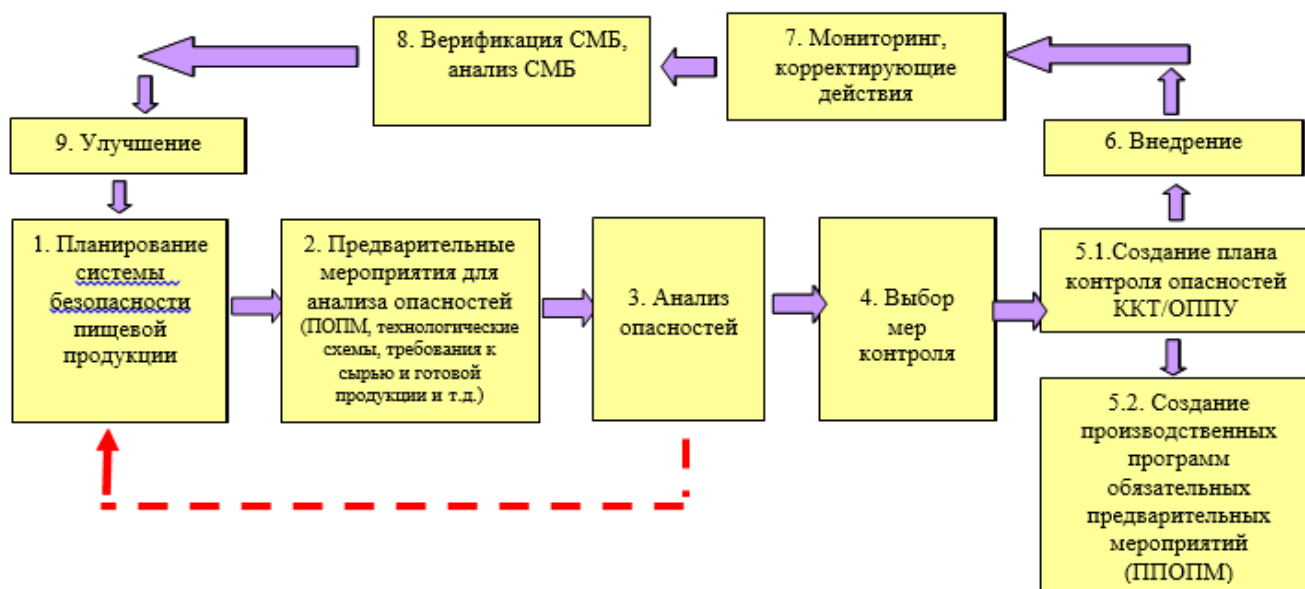 8. Верификация СМБ,
анализ СМБ
7. Мониторинг,
корректирующие
действия
9. Улучшение
6. Внедрение
1. Планирование
системы
безопасности
пищевой
продукции
2. Предварительные
мероприятия для
анализа опасностей
(ПОПМ, технологические
схемы, требования к
сырью и готовой
продукции и т.д.)
3. Анализ
опасностей
4. Выбор
мер
контроля
5.1.Создание плана
контроля опасностей
ККТ/ОППУ
5.2. Создание
производственных
программ
обязательных
предварительных
мероприятий
(ППОПМ)